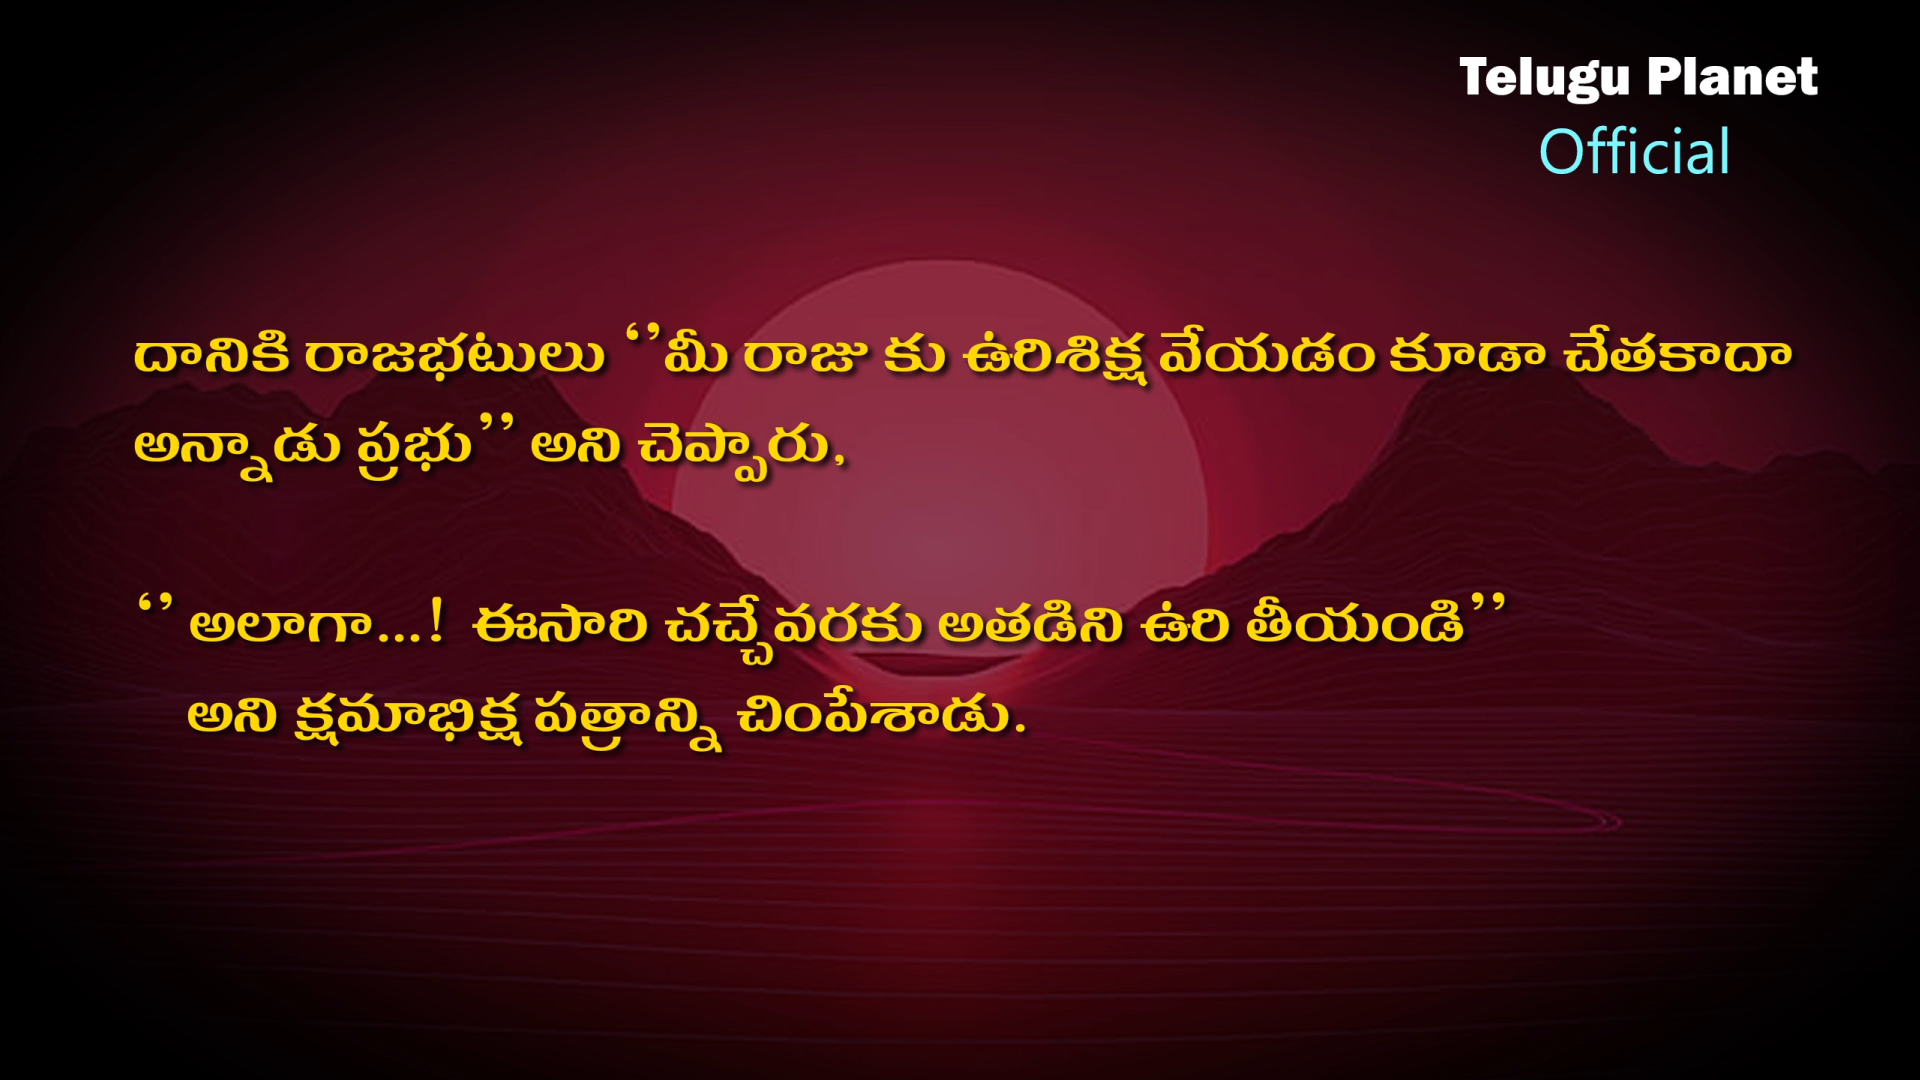 Telugu Planet
Official
దానికి రాజభటులు ‘’మీ రాజు కు ఉరిశిక్ష వేయడం కూడా చేతకాదా
అన్నాడు ప్రభు’’ అని చెప్పారు,
‘’ అలాగా...! ఈసారి చచ్చేవరకు అతడిని ఉరి తీయండి’’
అని క్షమాభిక్ష పత్రాన్ని చింపేశాడు.